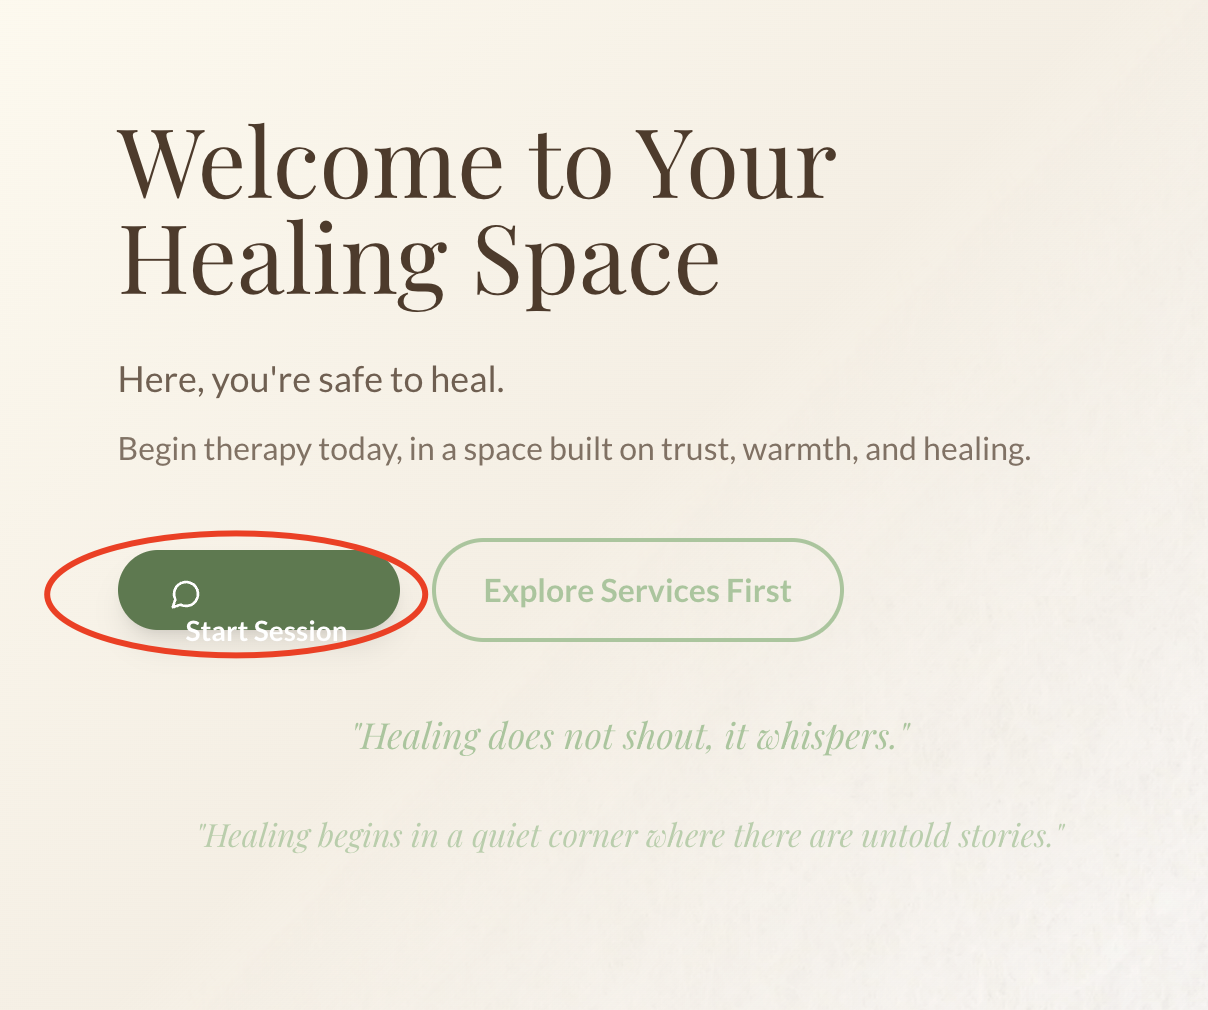 Welcome to Your
Healing Space
Here, you're safe to heal.
Begin therapy today, in a space built on trust, warmth, and healing.
Start Session
Explore Services First
"Healing does not shout, it whispers."
"Healing begins in a quiet corner where there are untold stories."